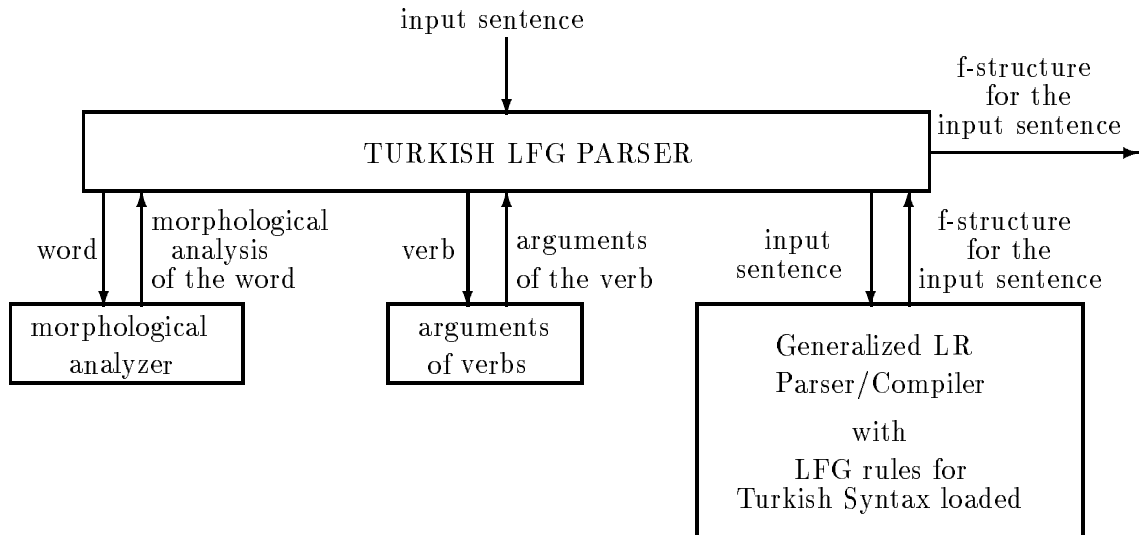 input sentence
f-structure
for the
input sentence
TURKISH LFG PARSER
word
morphological
analysis
of the word
verb
arguments
of the verb
input
sentence
f-structure
for the
input sentence
morphological
analyzer
arguments
of verbs
Generalized LR
Parser/Compiler
with
LFG rules for
Turkish Syntax loaded